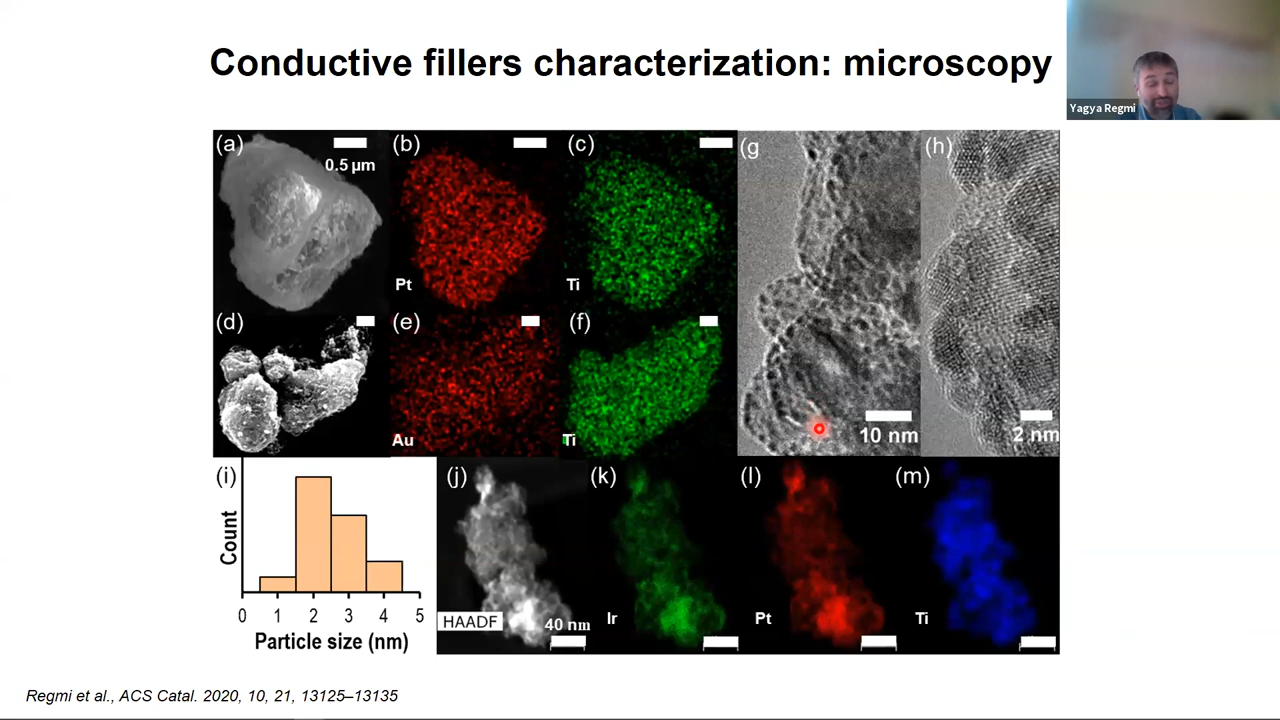 Conductive fillers characterization: microscopy
Yagya Regmi
(a)
0.5 µm
(b)
Pt
(c)
Ti
(d)
(e)
Au
(f)
Ti
(g)
10 nm
(h)
2 nm
(i)
Count
0 1 2 3 4 5
Particle size (nm)
(j)
HAADF
40 nm
(k)
Ir
(l)
Pt
(m)
Ti
Regmi et al., ACS Catal. 2020, 10, 21, 13125–13135